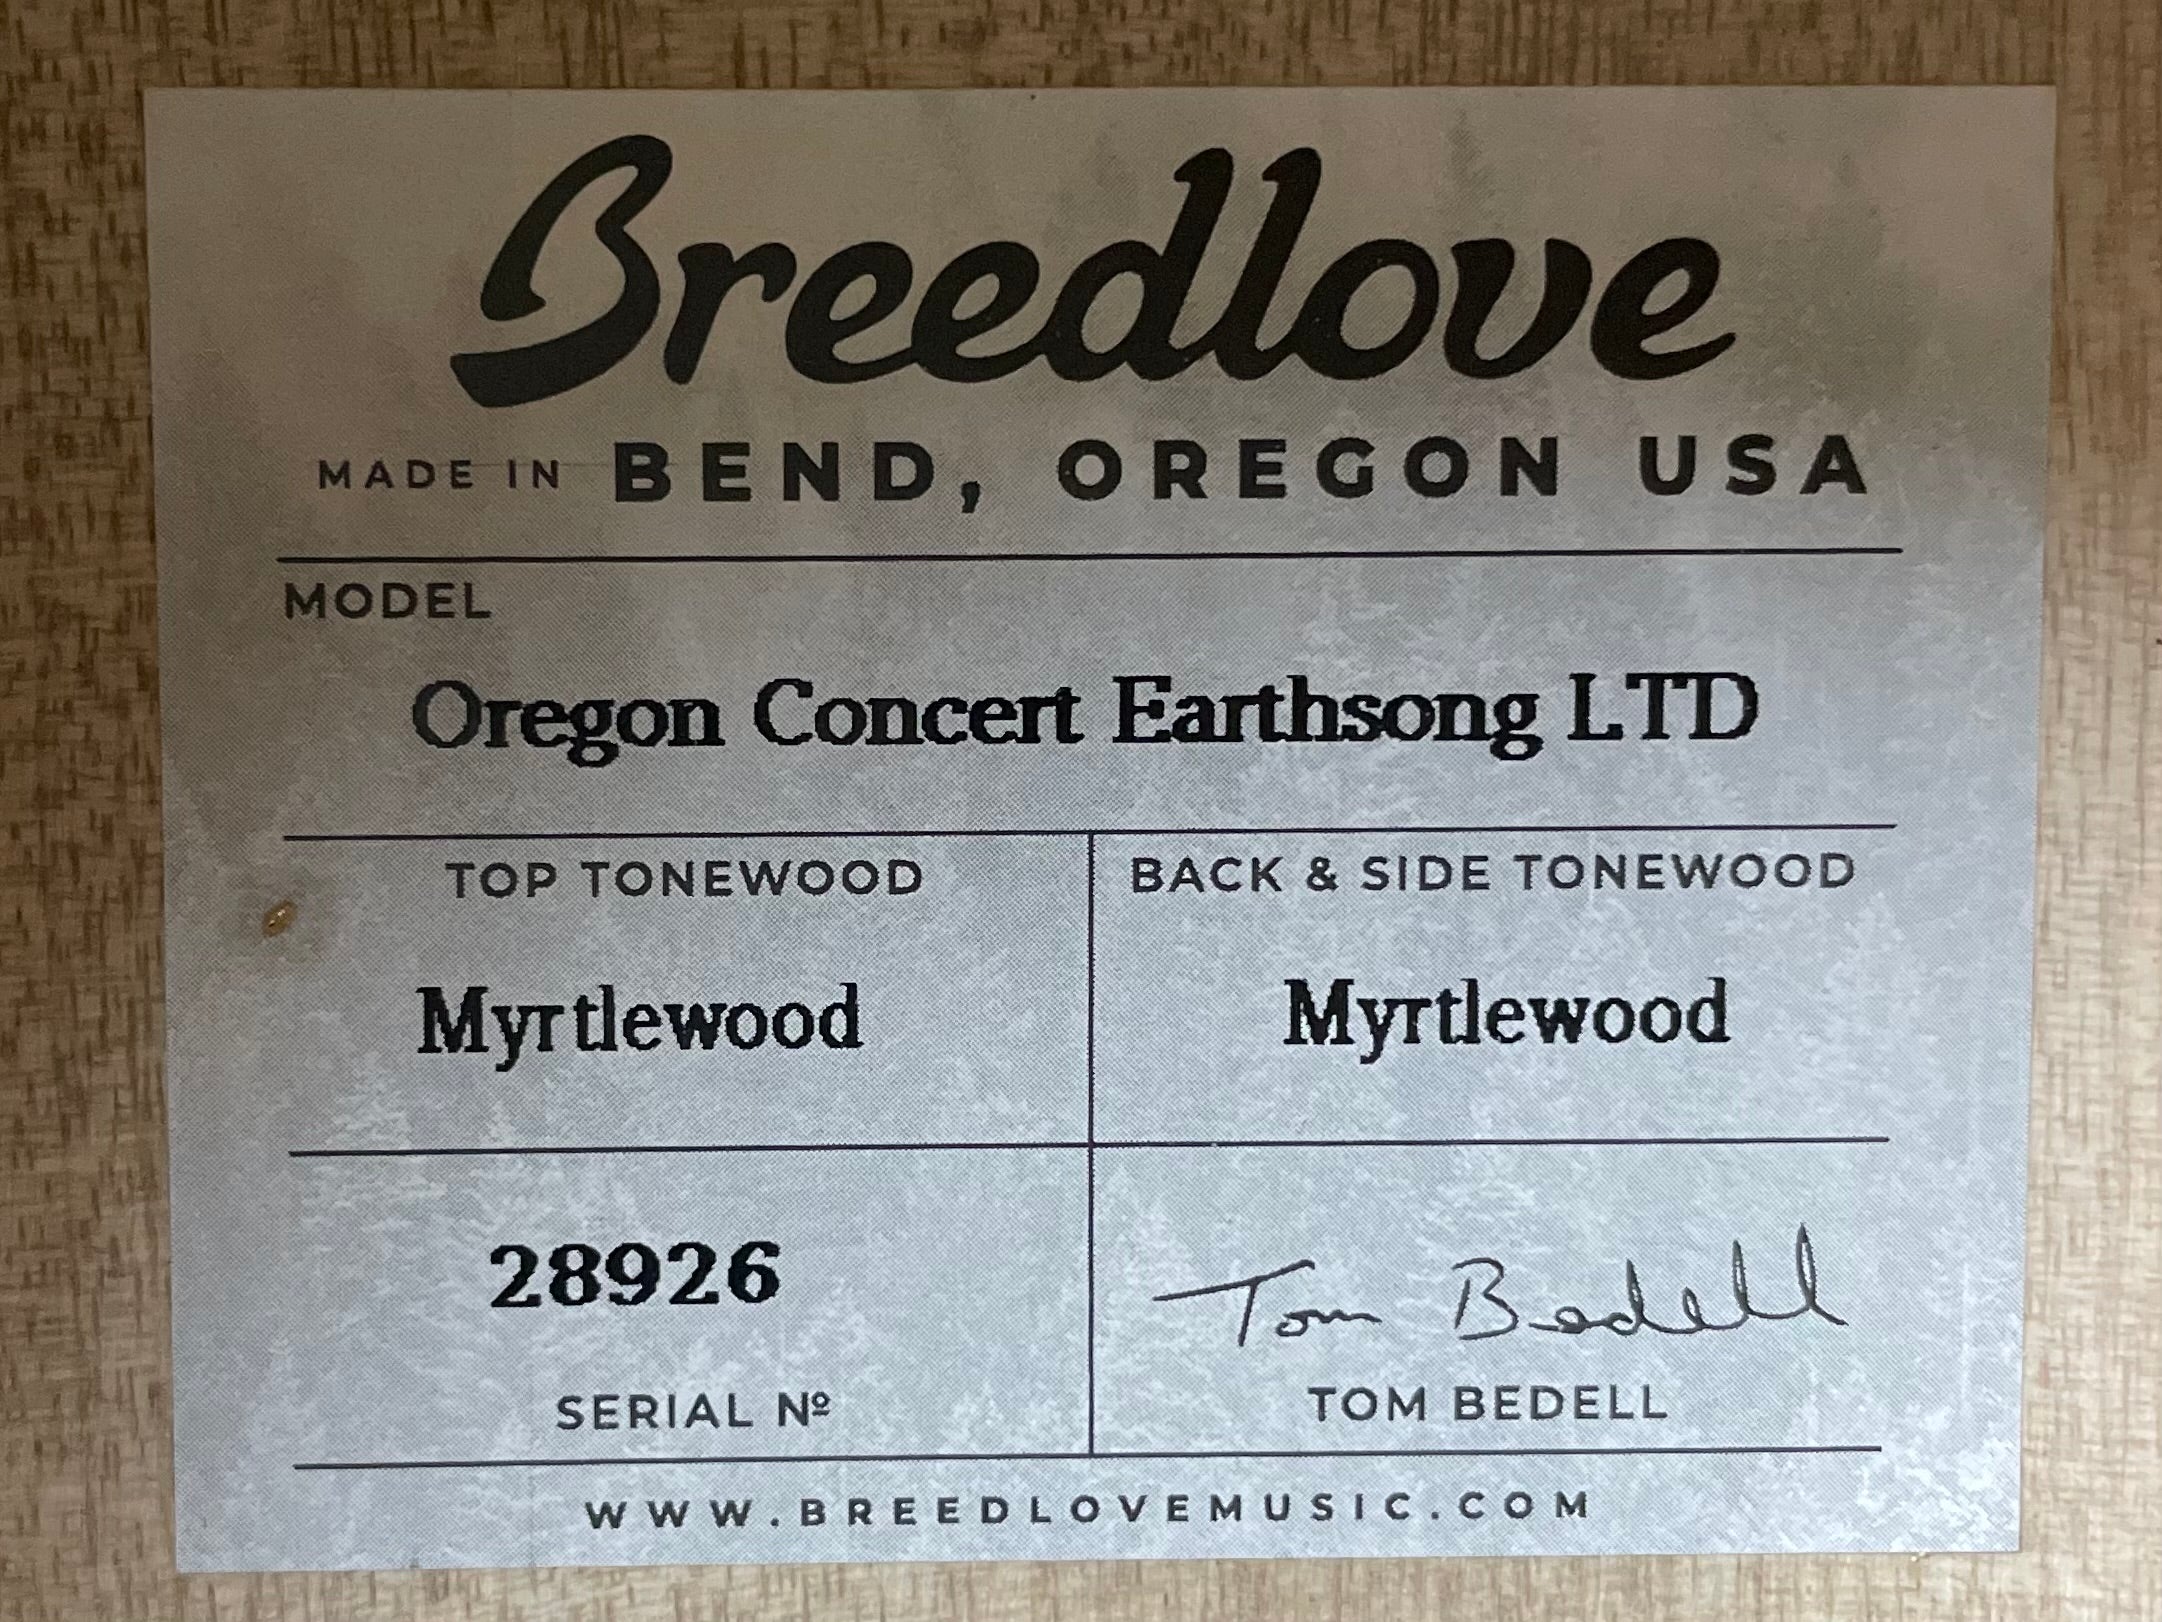 Breedlove
MADE IN BEND, OREGON USA
MODEL
Oregon Concert Earthsong LTD
TOP TONEWOOD
Myrtlewood
BACK & SIDE TONEWOOD
Myrtlewood
28926
SERIAL Nº
Tom Bedell
TOM BEDELL
WWW.BREEDLOVEMUSIC.COM